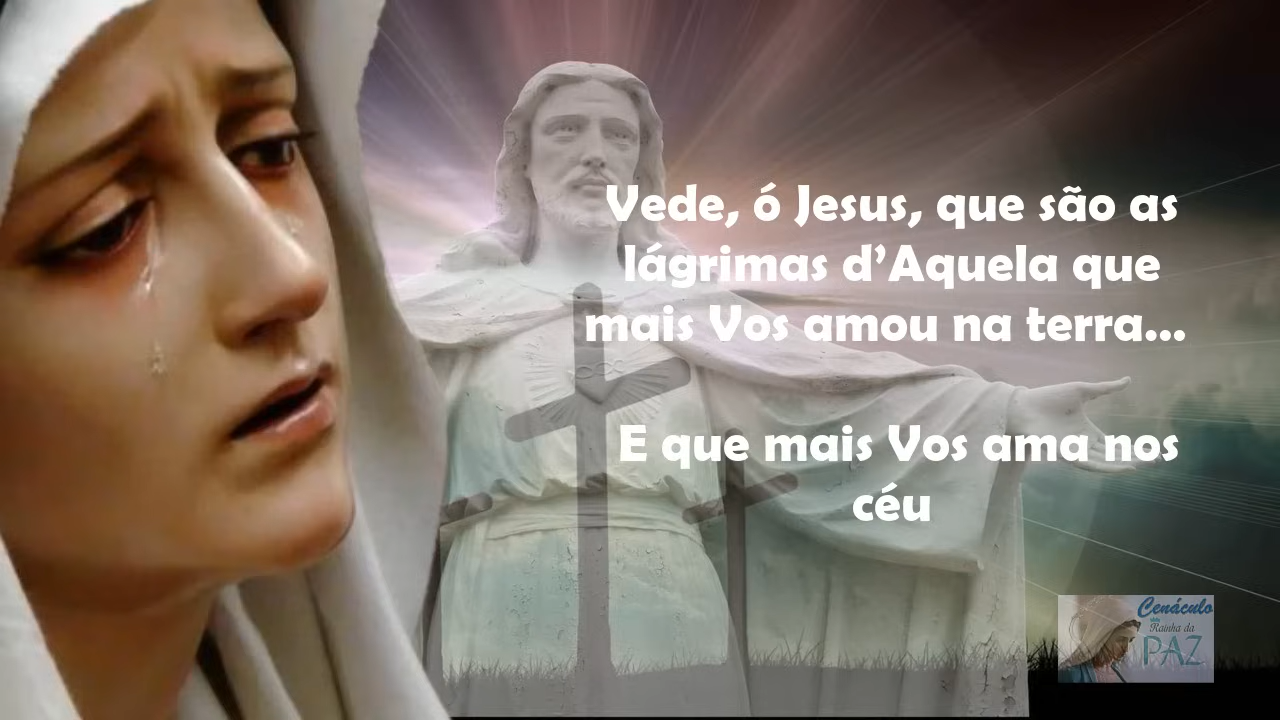 Vede, ó Jesus, que são as
lágrimas d’Aquela que
mais Vos amou na terra...
E que mais Vos ama nos
céu
Cenáculo
Rainha da
PAZ